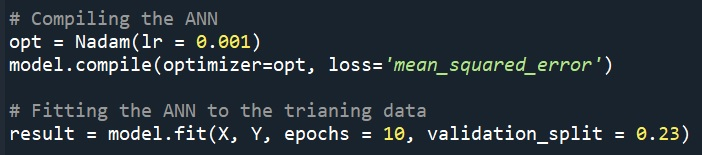 # Compiling the ANN
opt = Nadam(lr = 0.001)
model.compile(optimizer=opt, loss='mean_squared_error')
# Fitting the ANN to the trianing data
result = model.fit(X, Y, epochs = 10, validation_split = 0.23)